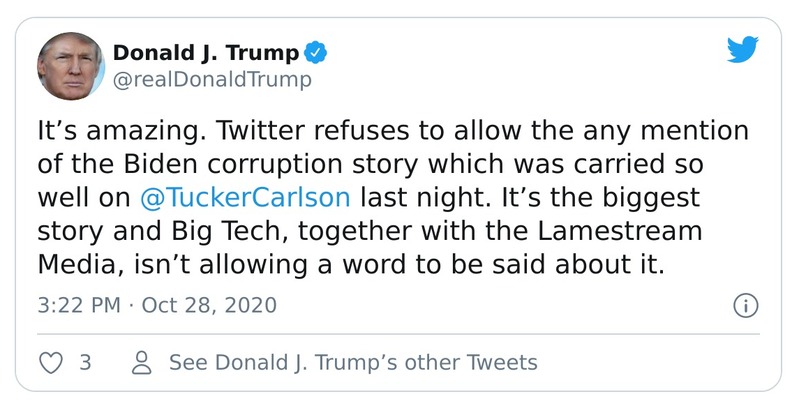 Donald J. Trump
@realDonaldTrump
It’s amazing. Twitter refuses to allow the any mention
of the Biden corruption story which was carried so
well on @TuckerCarlson last night. It’s the biggest
story and Big Tech, together with the Lamestream
Media, isn’t allowing a word to be said about it.
3:22 PM · Oct 28, 2020
3 See Donald J. Trump’s other Tweets